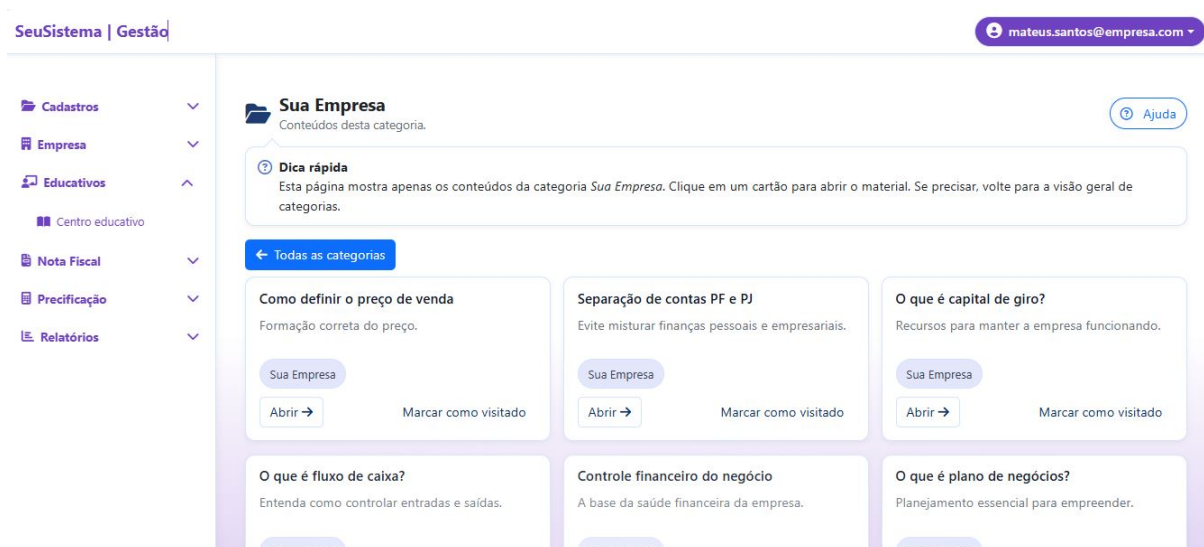 SeuSistema | Gestão
mateus.santos@empresa.com
Cadastros
Empresa
Educativos
Centro educativo
Nota Fiscal
Precificação
Relatórios
Sua Empresa
Conteúdos desta categoria.
Ajuda
Dica rápida
Esta página mostra apenas os conteúdos da categoria Sua Empresa. Clique em um cartão para abrir o material. Se precisar, volte para a visão geral de
categorias.
Todas as categorias
Como definir o preço de venda
Formação correta do preço.
Sua Empresa
Abrir →
Marcar como visitado
Separação de contas PF e PJ
Evite misturar finanças pessoais e empresariais.
Sua Empresa
Abrir →
Marcar como visitado
O que é capital de giro?
Recursos para manter a empresa funcionando.
Sua Empresa
Abrir →
Marcar como visitado
O que é fluxo de caixa?
Entenda como controlar entradas e saídas.
Controle financeiro do negócio
A base da saúde financeira da empresa.
O que é plano de negócios?
Planejamento essencial para empreender.